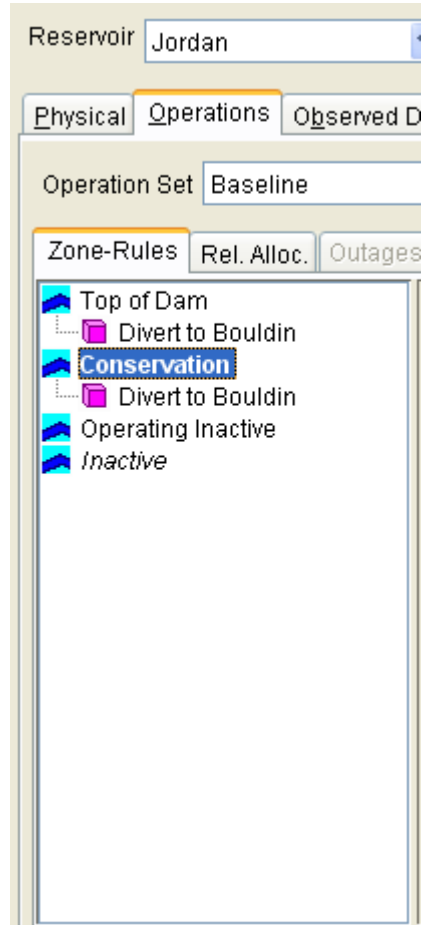 Reservoir Jordan
Physical Operations Observed D
Operation Set Baseline
Zone-Rules Rel. Alloc. Outages
Top of Dam
Divert to Bouldin
Conservation
Divert to Bouldin
Operating Inactive
Inactive